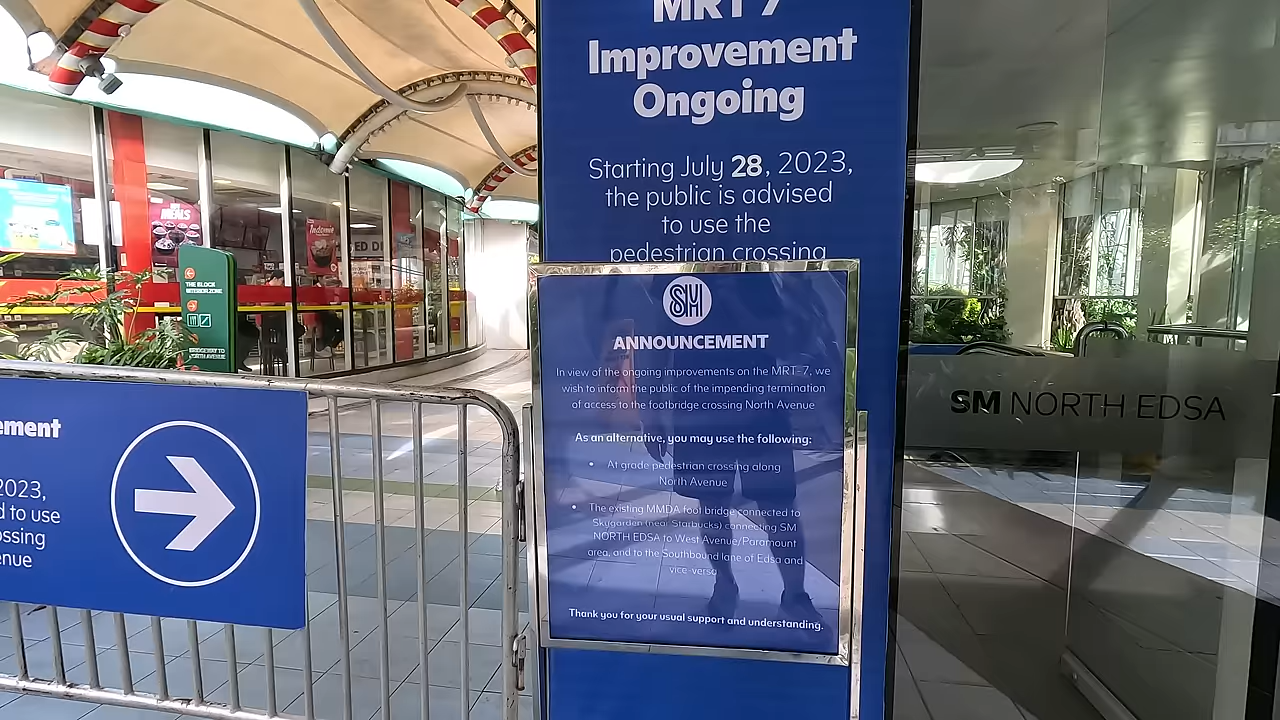 MRT 7
Improvement
Ongoing
Starting July 28, 2023,
the public is advised
to use the
pedestrian crossing
SM
ANNOUNCEMENT
In view of the ongoing improvements on the MRT-7, we
wish to inform the public of the impending termination
of access to the footbridge crossing North Avenue
As an alternative, you may use the following:
• At grade pedestrian crossing along
North Avenue
• The existing MMDA foot bridge connected to
Skygarden (near Starbucks) connecting SM
NORTH EDSA to West Avenue/Paramount
area, and to the Southbound lane of Edsa and
vice-versa
Thank you for your usual support and understanding.
SM NORTH EDSA
ement
2023,
d to use
ossing
enue
THE BLOCK
BRIDGEWAY TO
NORTH AVENUE
MEALS
Indomie